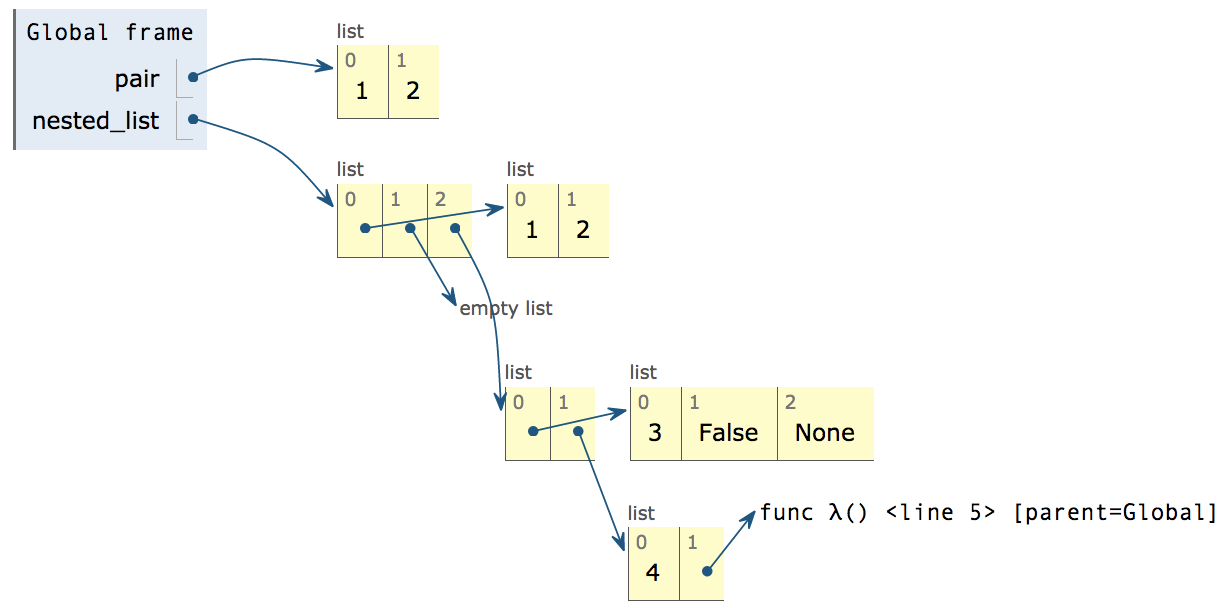 Global frame
pair
nested_list
list
0 1
1 2
list
0 1 2
list
0 1
1 2
empty list
list
0 1
list
0 1 2
3 False None
list
0 1
4
func λ() <line 5> [parent=Global]